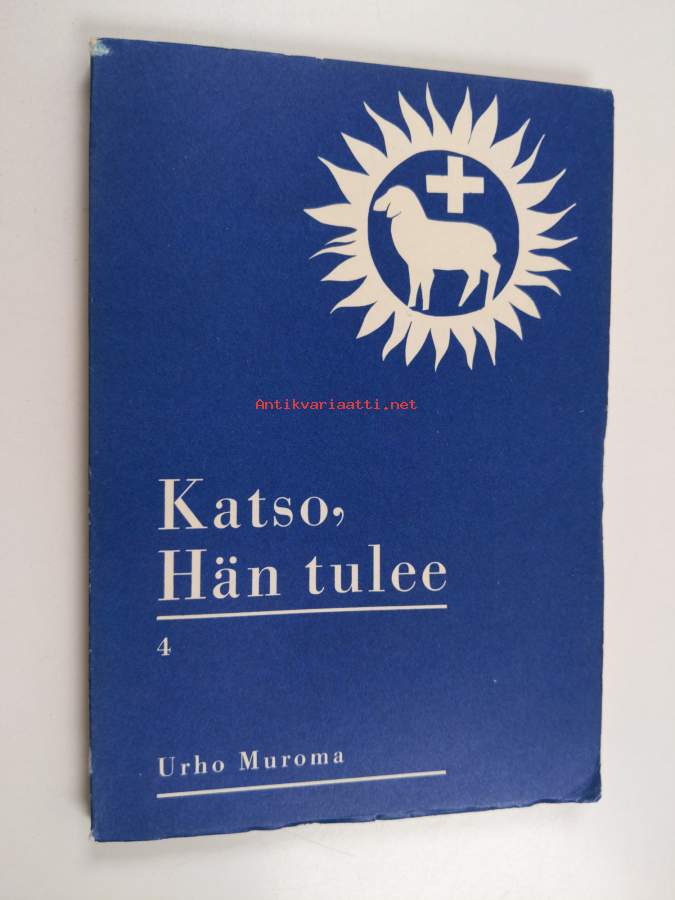 Antikvariaatti.net
Katso,
Hän tulee
4
Urho Muroma